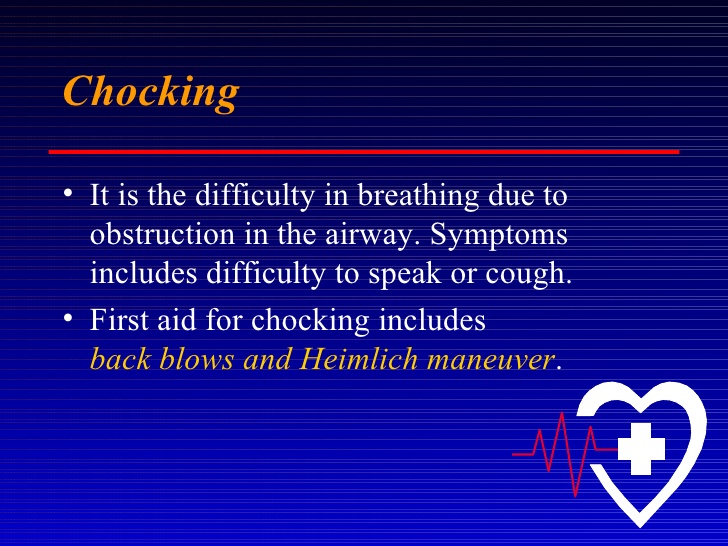 Chocking
• It is the difficulty in breathing due to
obstruction in the airway. Symptoms
includes difficulty to speak or cough.
• First aid for chocking includes
back blows and Heimlich maneuver.